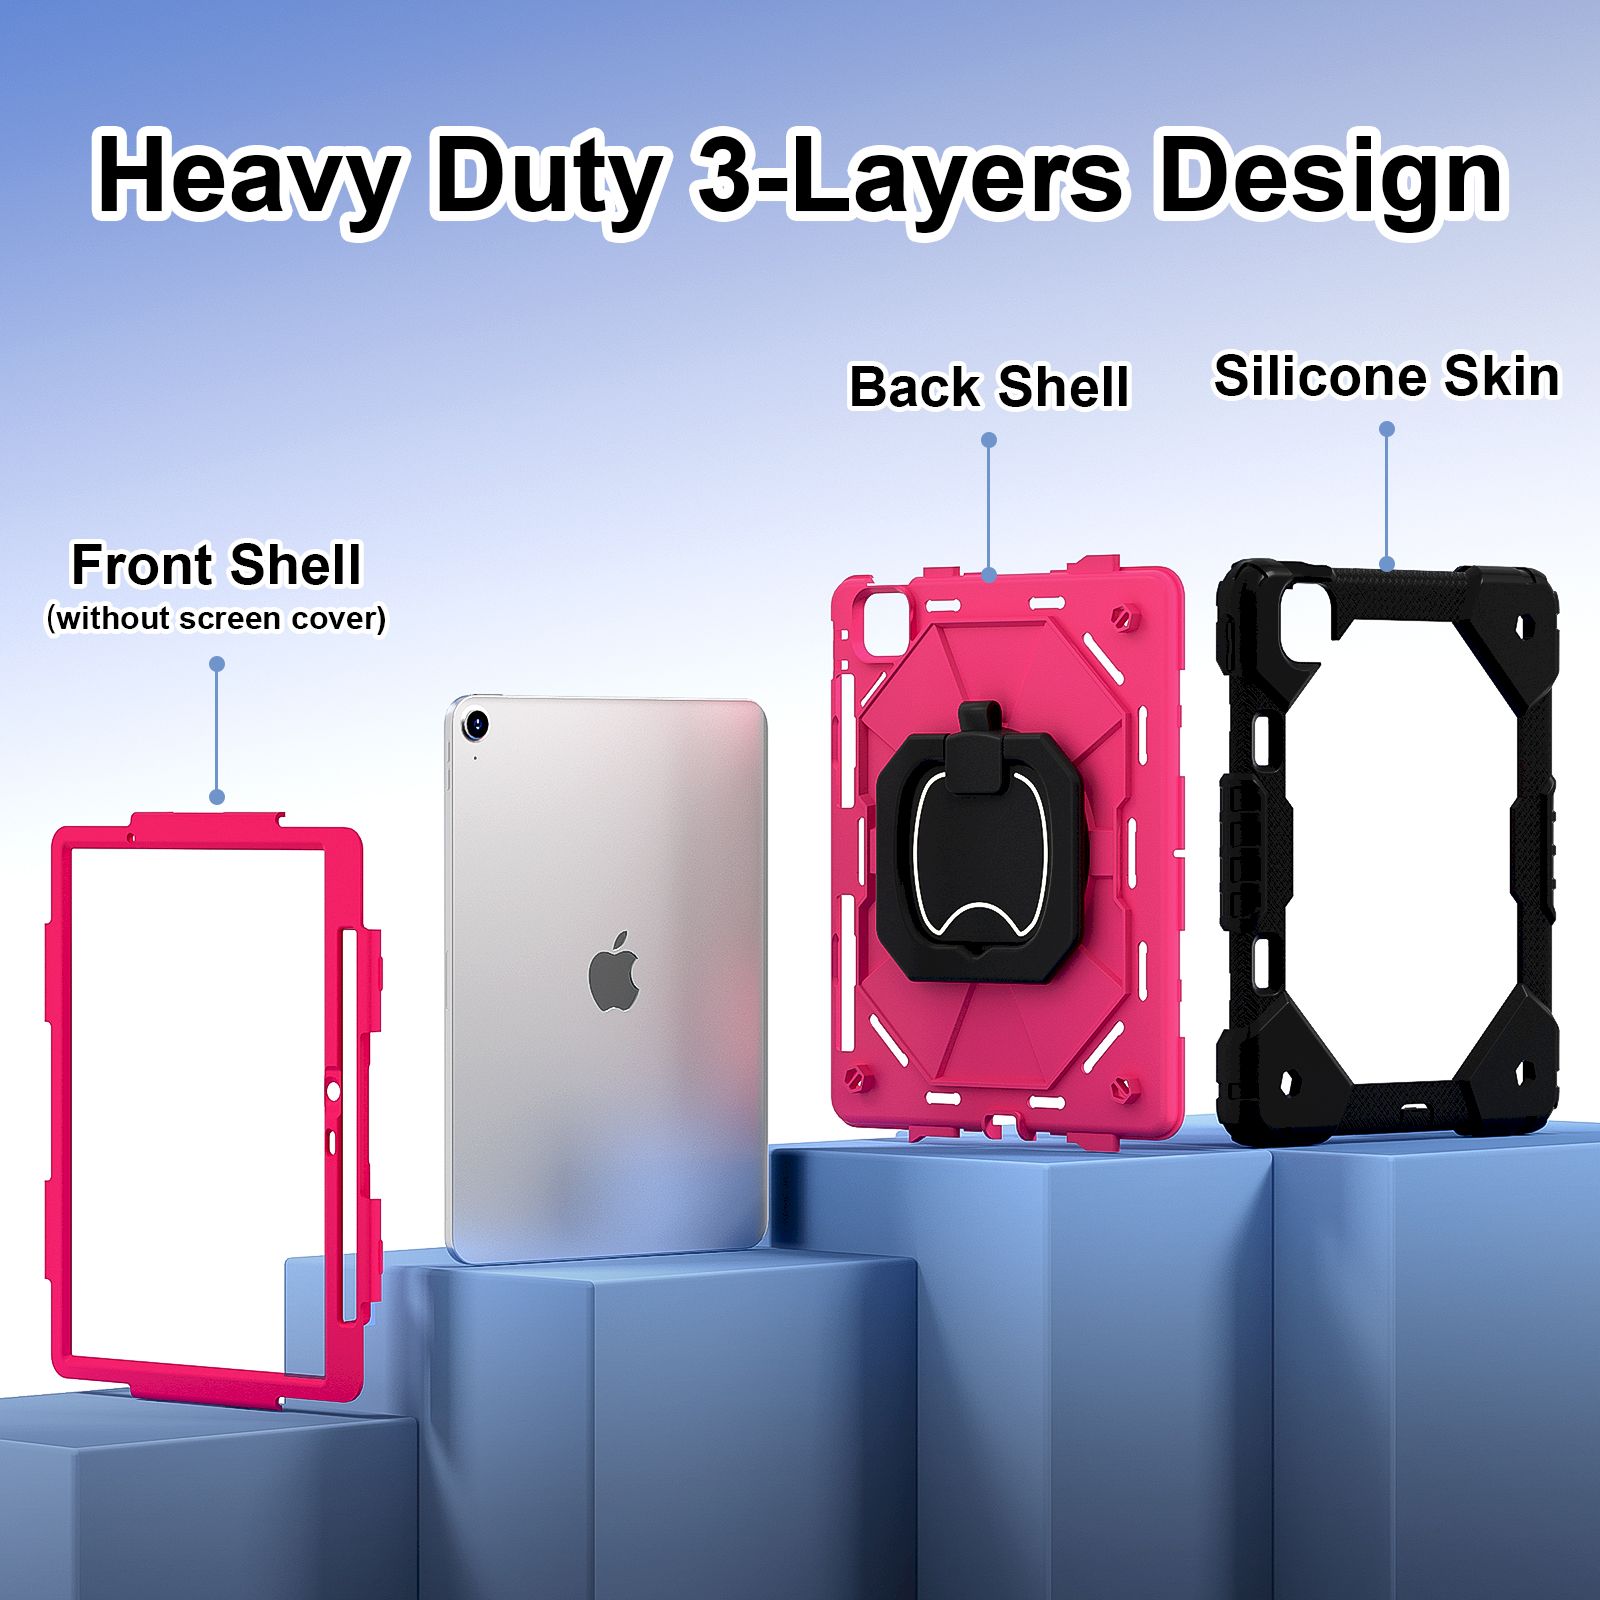 Heavy Duty 3-Layers Design
Back Shell
Silicone Skin
Front Shell
(without screen cover)